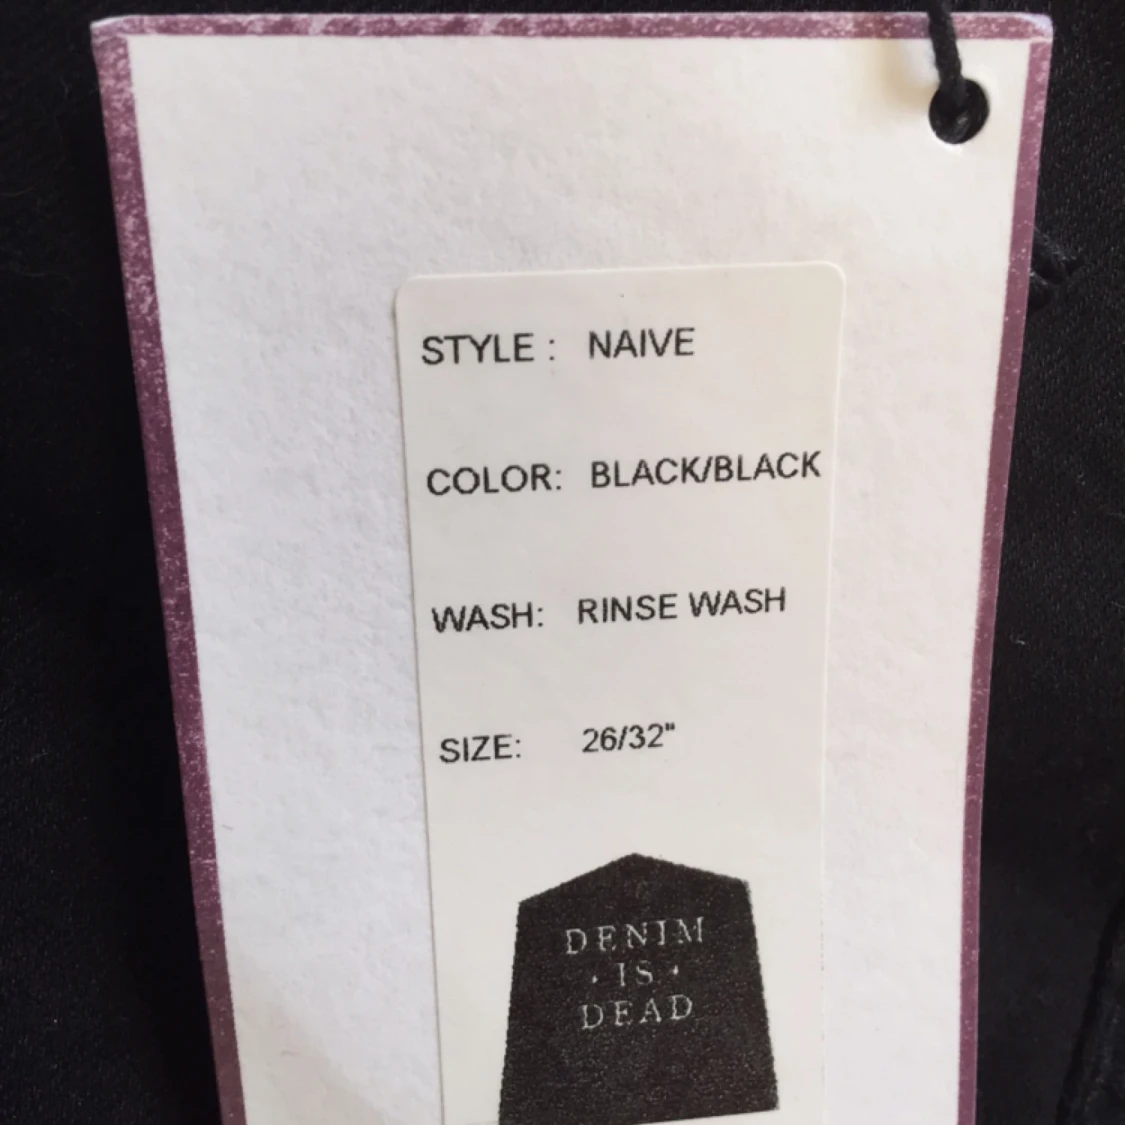 STYLE : NAIVE
COLOR: BLACK/BLACK
WASH: RINSE WASH
SIZE: 26/32"
DENIM
· IS ·
DEAD